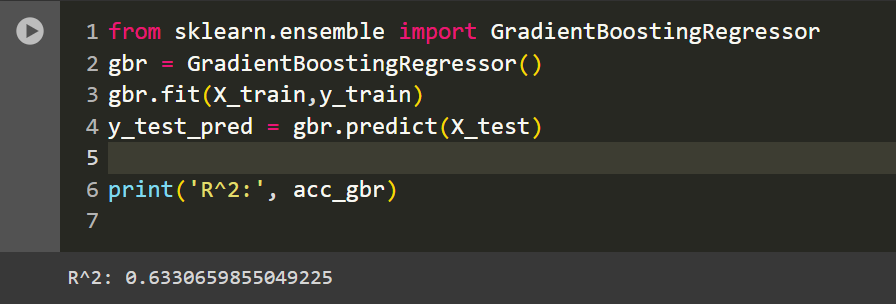 1 from sklearn.ensemble import GradientBoostingRegressor
2 gbr = GradientBoostingRegressor()
3 gbr.fit(X_train,y_train)
4 y_test_pred = gbr.predict(X_test)
5
6 print('R^2:', acc_gbr)
7
R^2: 0.6330659855049225